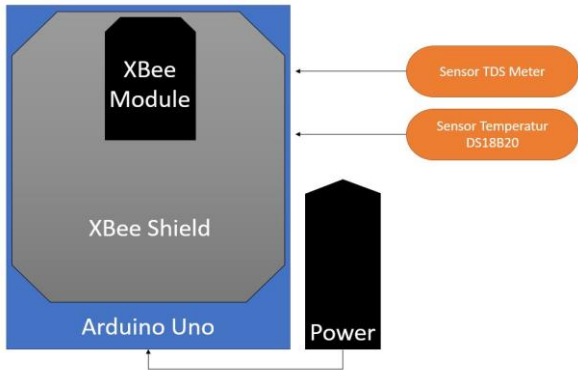 XBee
Module
XBee Shield
Arduino Uno
Power
Sensor TDS Meter
Sensor Temperatur
DS18B20